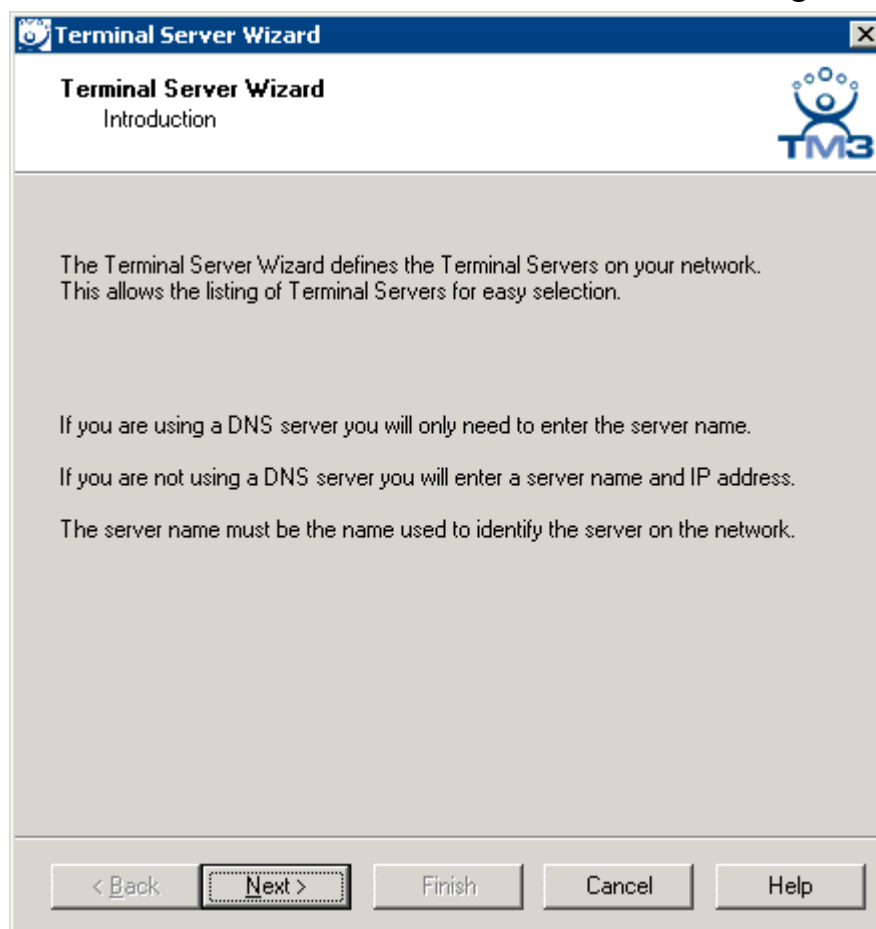 Terminal Server Wizard
Terminal Server Wizard
Introduction
TM3
The Terminal Server Wizard defines the Terminal Servers on your network.
This allows the listing of Terminal Servers for easy selection.
If you are using a DNS server you will only need to enter the server name.
If you are not using a DNS server you will enter a server name and IP address.
The server name must be the name used to identify the server on the network.
< Back Next > Finish Cancel Help